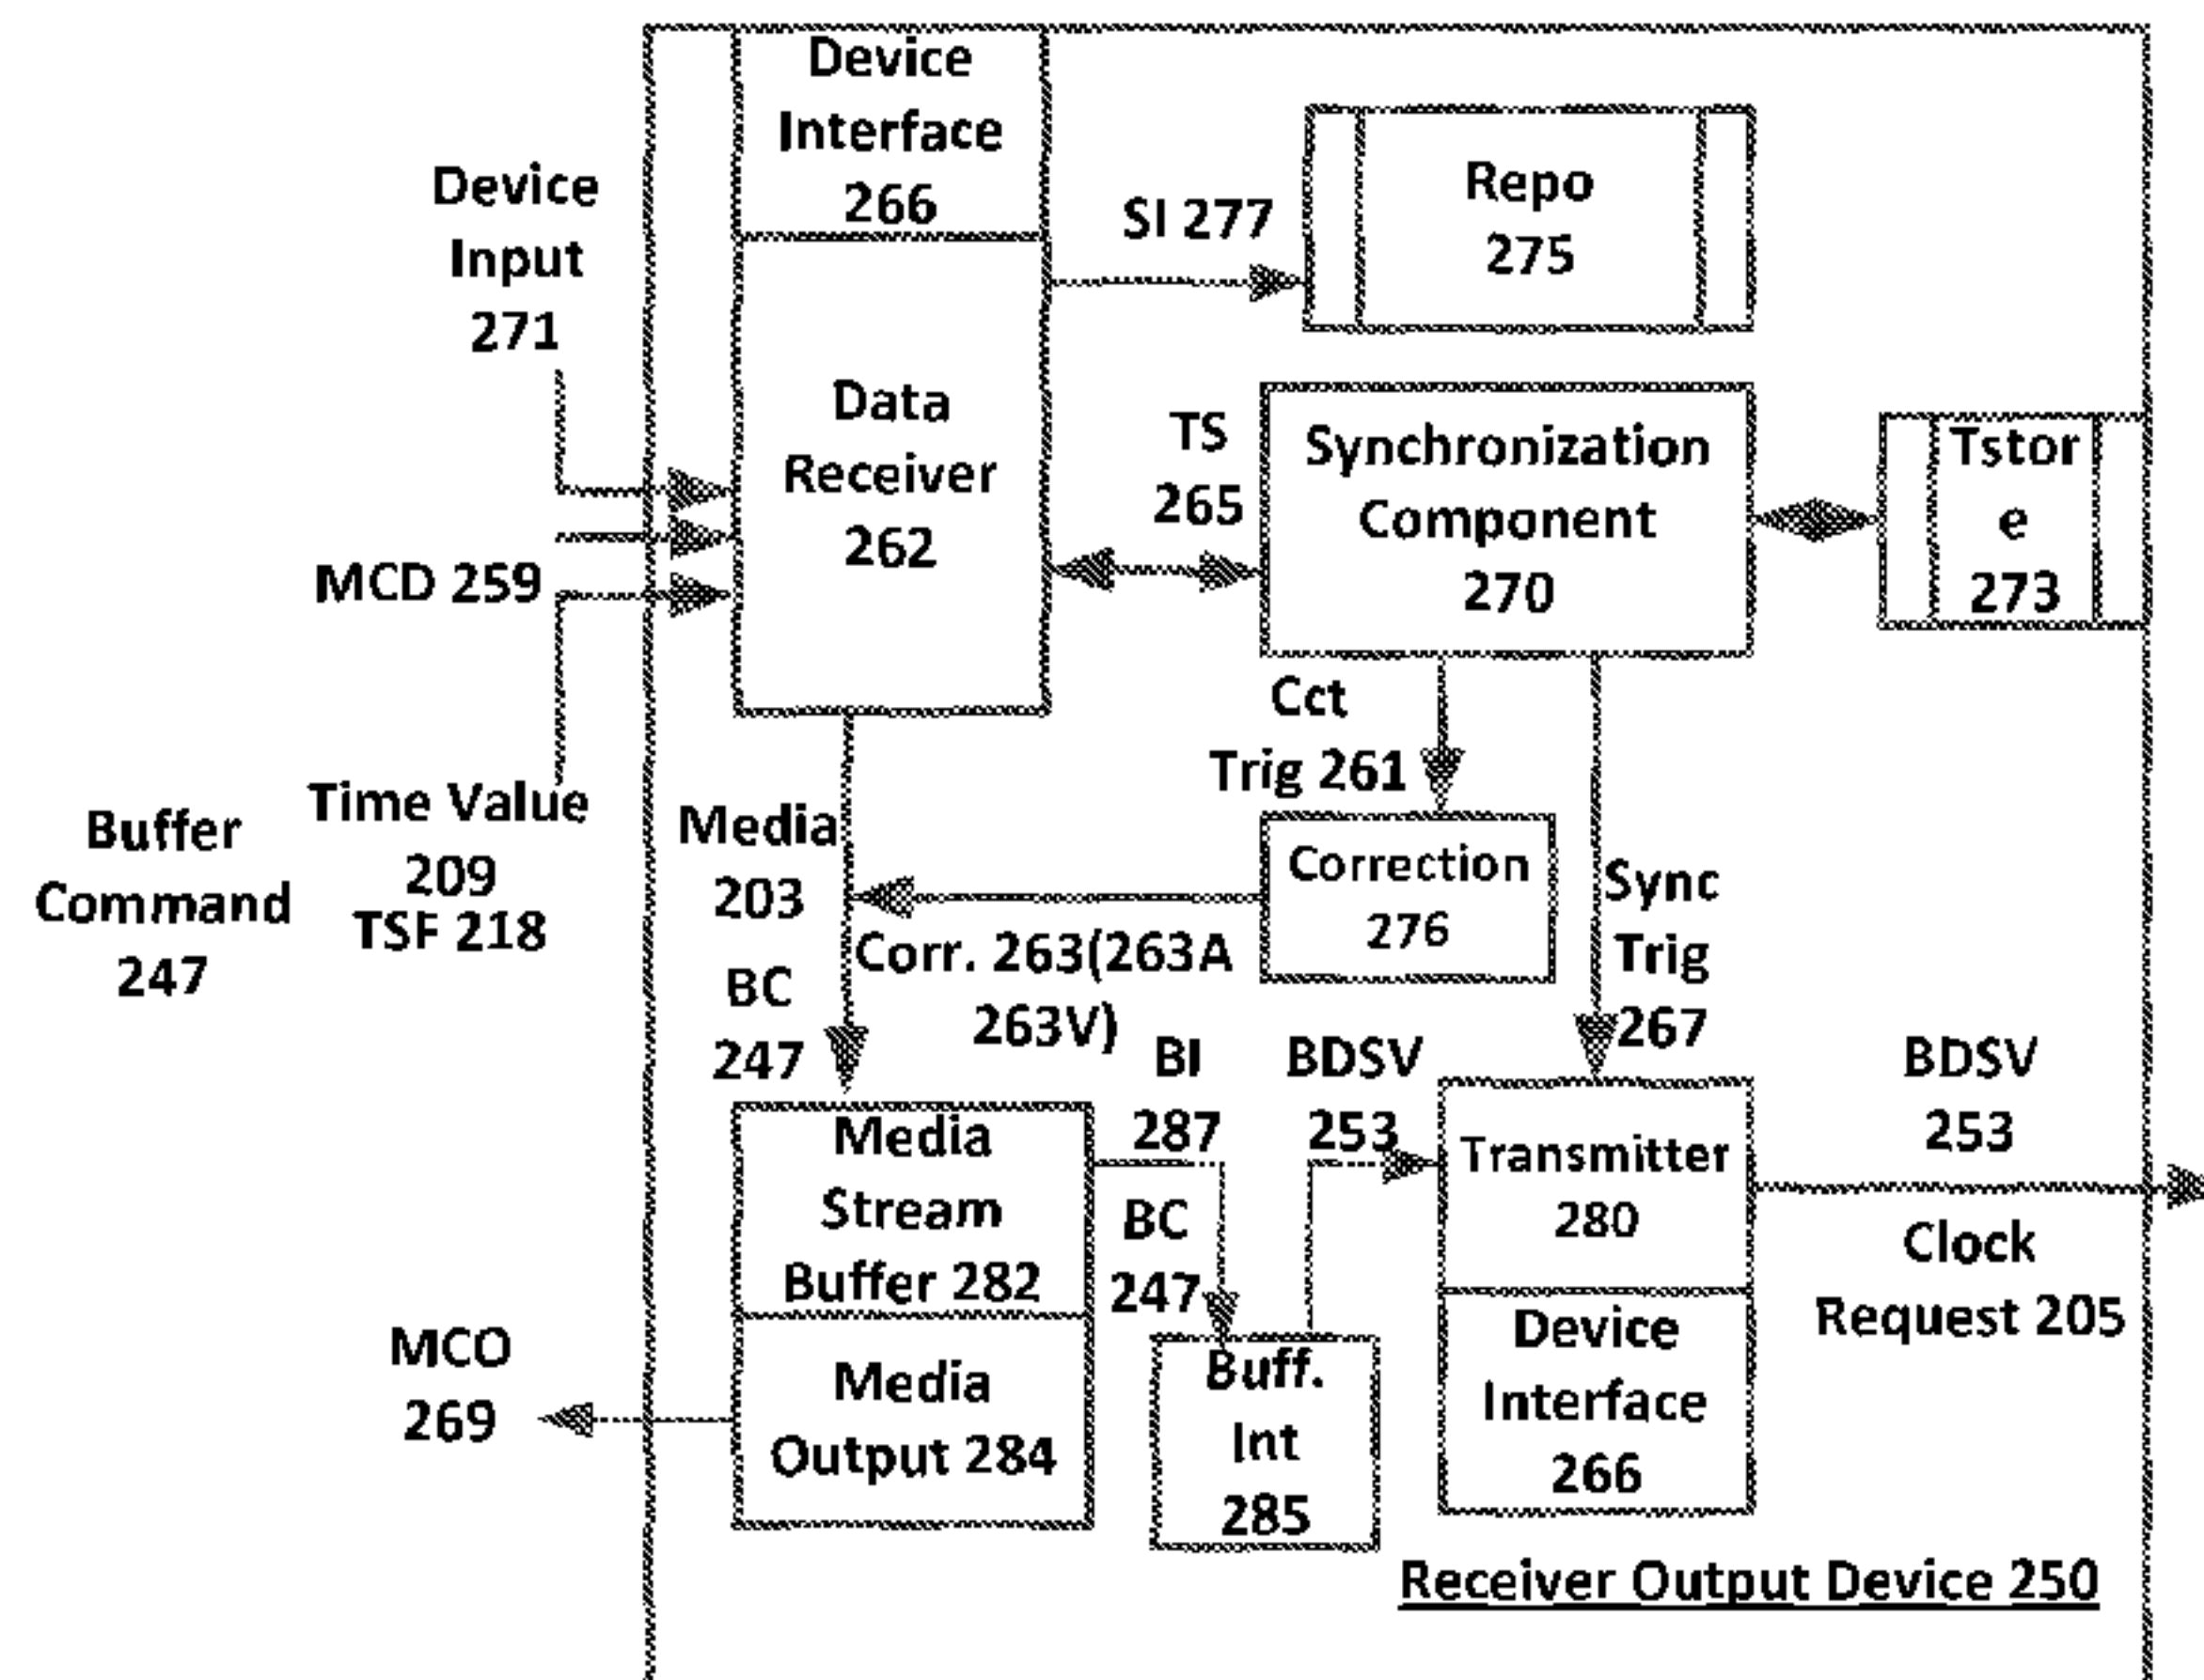 Device
Interface
266
Device
Input
271
SI 277
Repo
275
Data
Receiver
262
TS
265
Synchronization
Component
270
Tstor
e
273
MCD 259
Cct
Trig 261
Time Value
209
TSF 218
Buffer
Command
247
Media
203
BC
247
Correction
276
Corr. 263(263A
263V)
Sync
Trig
267
BI
287
BC
247
BDSV
253
Transmitter
280
BDSV
253
Clock
Request 205
Media
Stream
Buffer 282
Media
Output 284
MCO
269
Buff.
Int
285
Device
Interface
266
Receiver Output Device 250